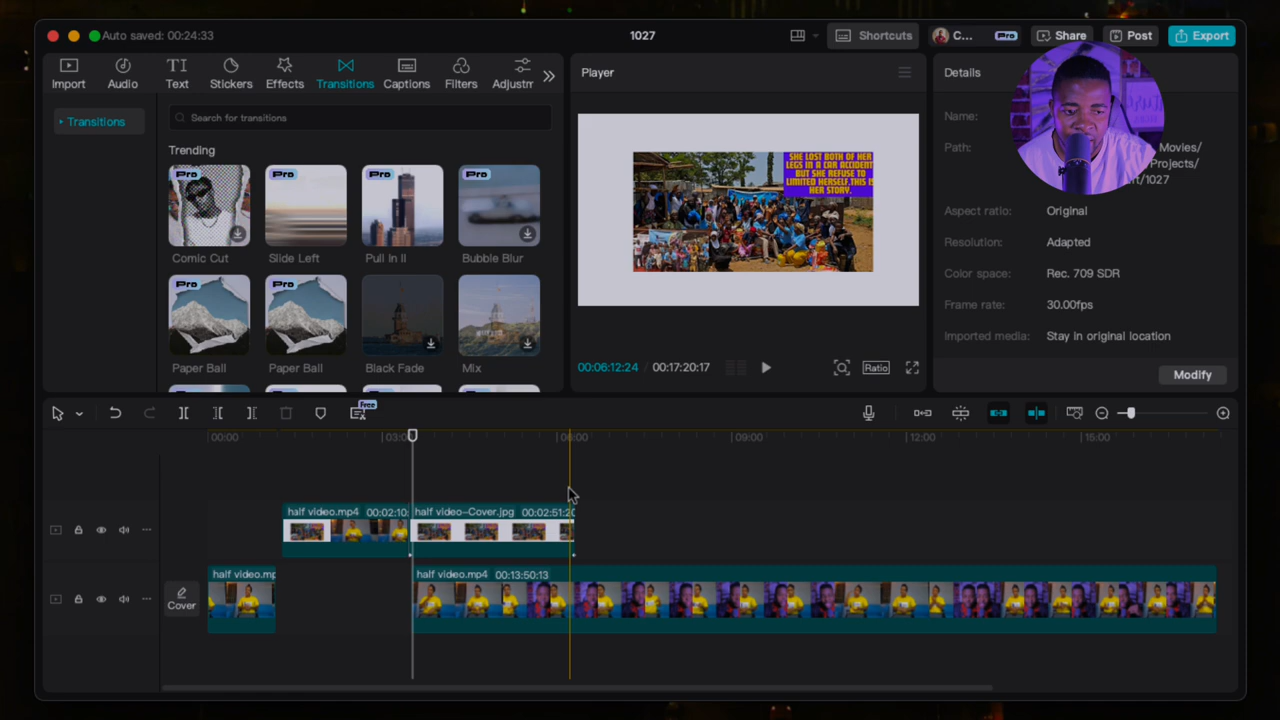 Auto saved: 00:24:33
1027
Shortcuts
C...
Pro
Share
Post
Export
Import
Audio
TI
Text
Stickers
Effects
Transitions
Captions
Filters
Player
Details
Transitions
Search for transitions
Trending
Pro
Pro
Pro
Pro
Comic Cut
Slide Left
Pull In II
Bubble Blur
Pro
Pro
Paper Ball
Paper Ball
Black Fade
Mix
SHE LOST BOTH OF HER
LEGS IN A CAR ACCIDENT
BUT SHE REFUSE TO
LIMITED HERSELF.THIS IS
HER STORY.
00:06:12:24 / 00:17:20:17
Ratio
Name:
Path:
Movies/
Projects/
1027
Aspect ratio: Original
Resolution: Adapted
Color space: Rec. 709 SDR
Frame rate: 30.00fps
Imported media: Stay in original location
Modify
Free
00:00
03:00
06:00
09:00
12:00
15:00
half video.mp4 00:02:10:
half video-Cover.jpg 00:02:51:20
Cover
half video.mp
half video.mp4 00:13:50:13